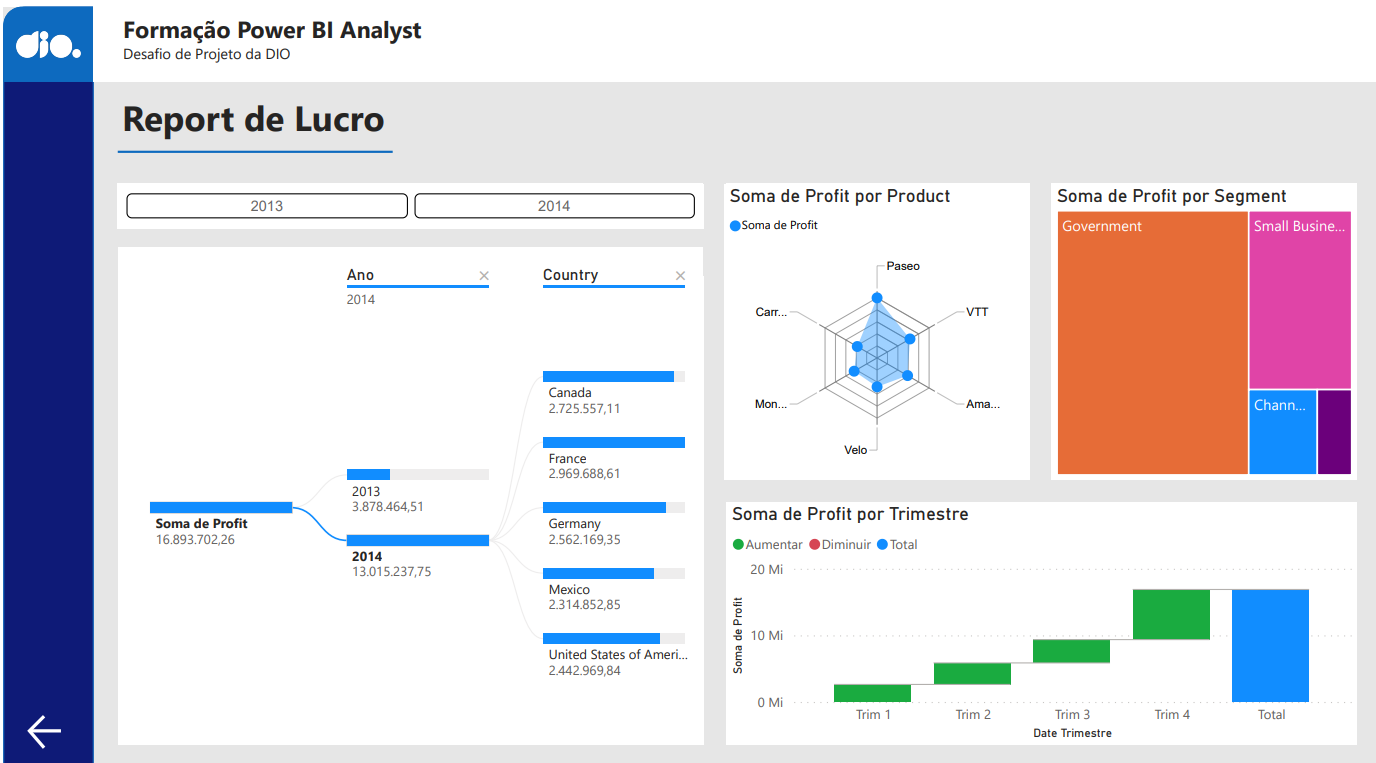 dio.
Formação Power BI Analyst
Desafio de Projeto da DIO
Report de Lucro
2013
2014
Ano
2014
Country
Soma de Profit
16.893.702,26
2013
3.878.464,51
2014
13.015.237,75
Canada
2.725.557,11
France
2.969.688,61
Germany
2.562.169,35
Mexico
2.314.852,85
United States of Ameri...
2.442.969,84
Soma de Profit por Product
Soma de Profit
Paseo
Carr...
VTT
Mon...
Ama...
Velo
Soma de Profit por Segment
Government
Small Busine...
Chann...
Soma de Profit por Trimestre
Aumentar Diminuir Total
Soma de Profit
20 Mi
10 Mi
0 Mi
Trim 1 Trim 2 Trim 3 Trim 4 Total
Date Trimestre